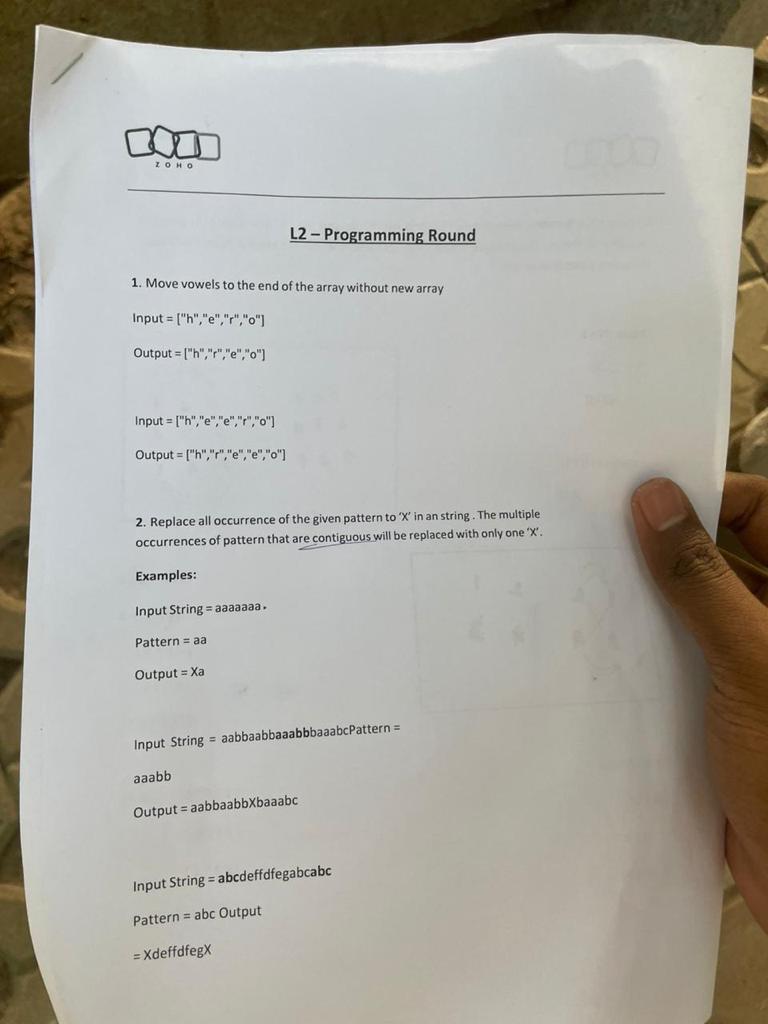 ZOHO
L2 – Programming Round
1. Move vowels to the end of the array without new array
Input = ["h","e","r","o"]
Output = ["h","r","e","o"]
Input = ["h","e","e","r","o"]
Output = ["h","r","e","e","o"]
2. Replace all occurrence of the given pattern to ‘X’ in an string . The multiple
occurrences of pattern that are contiguous will be replaced with only one ‘X’.
Examples:
Input String = aaaaaaa.
Pattern = aa
Output = Xa
Input String = aabbaabbaaabbbaaabcPattern =
aaabb
Output = aabbaabbXbaaabc
Input String = abcdeffdfegabcabc
Pattern = abc Output
= XdeffdfegX